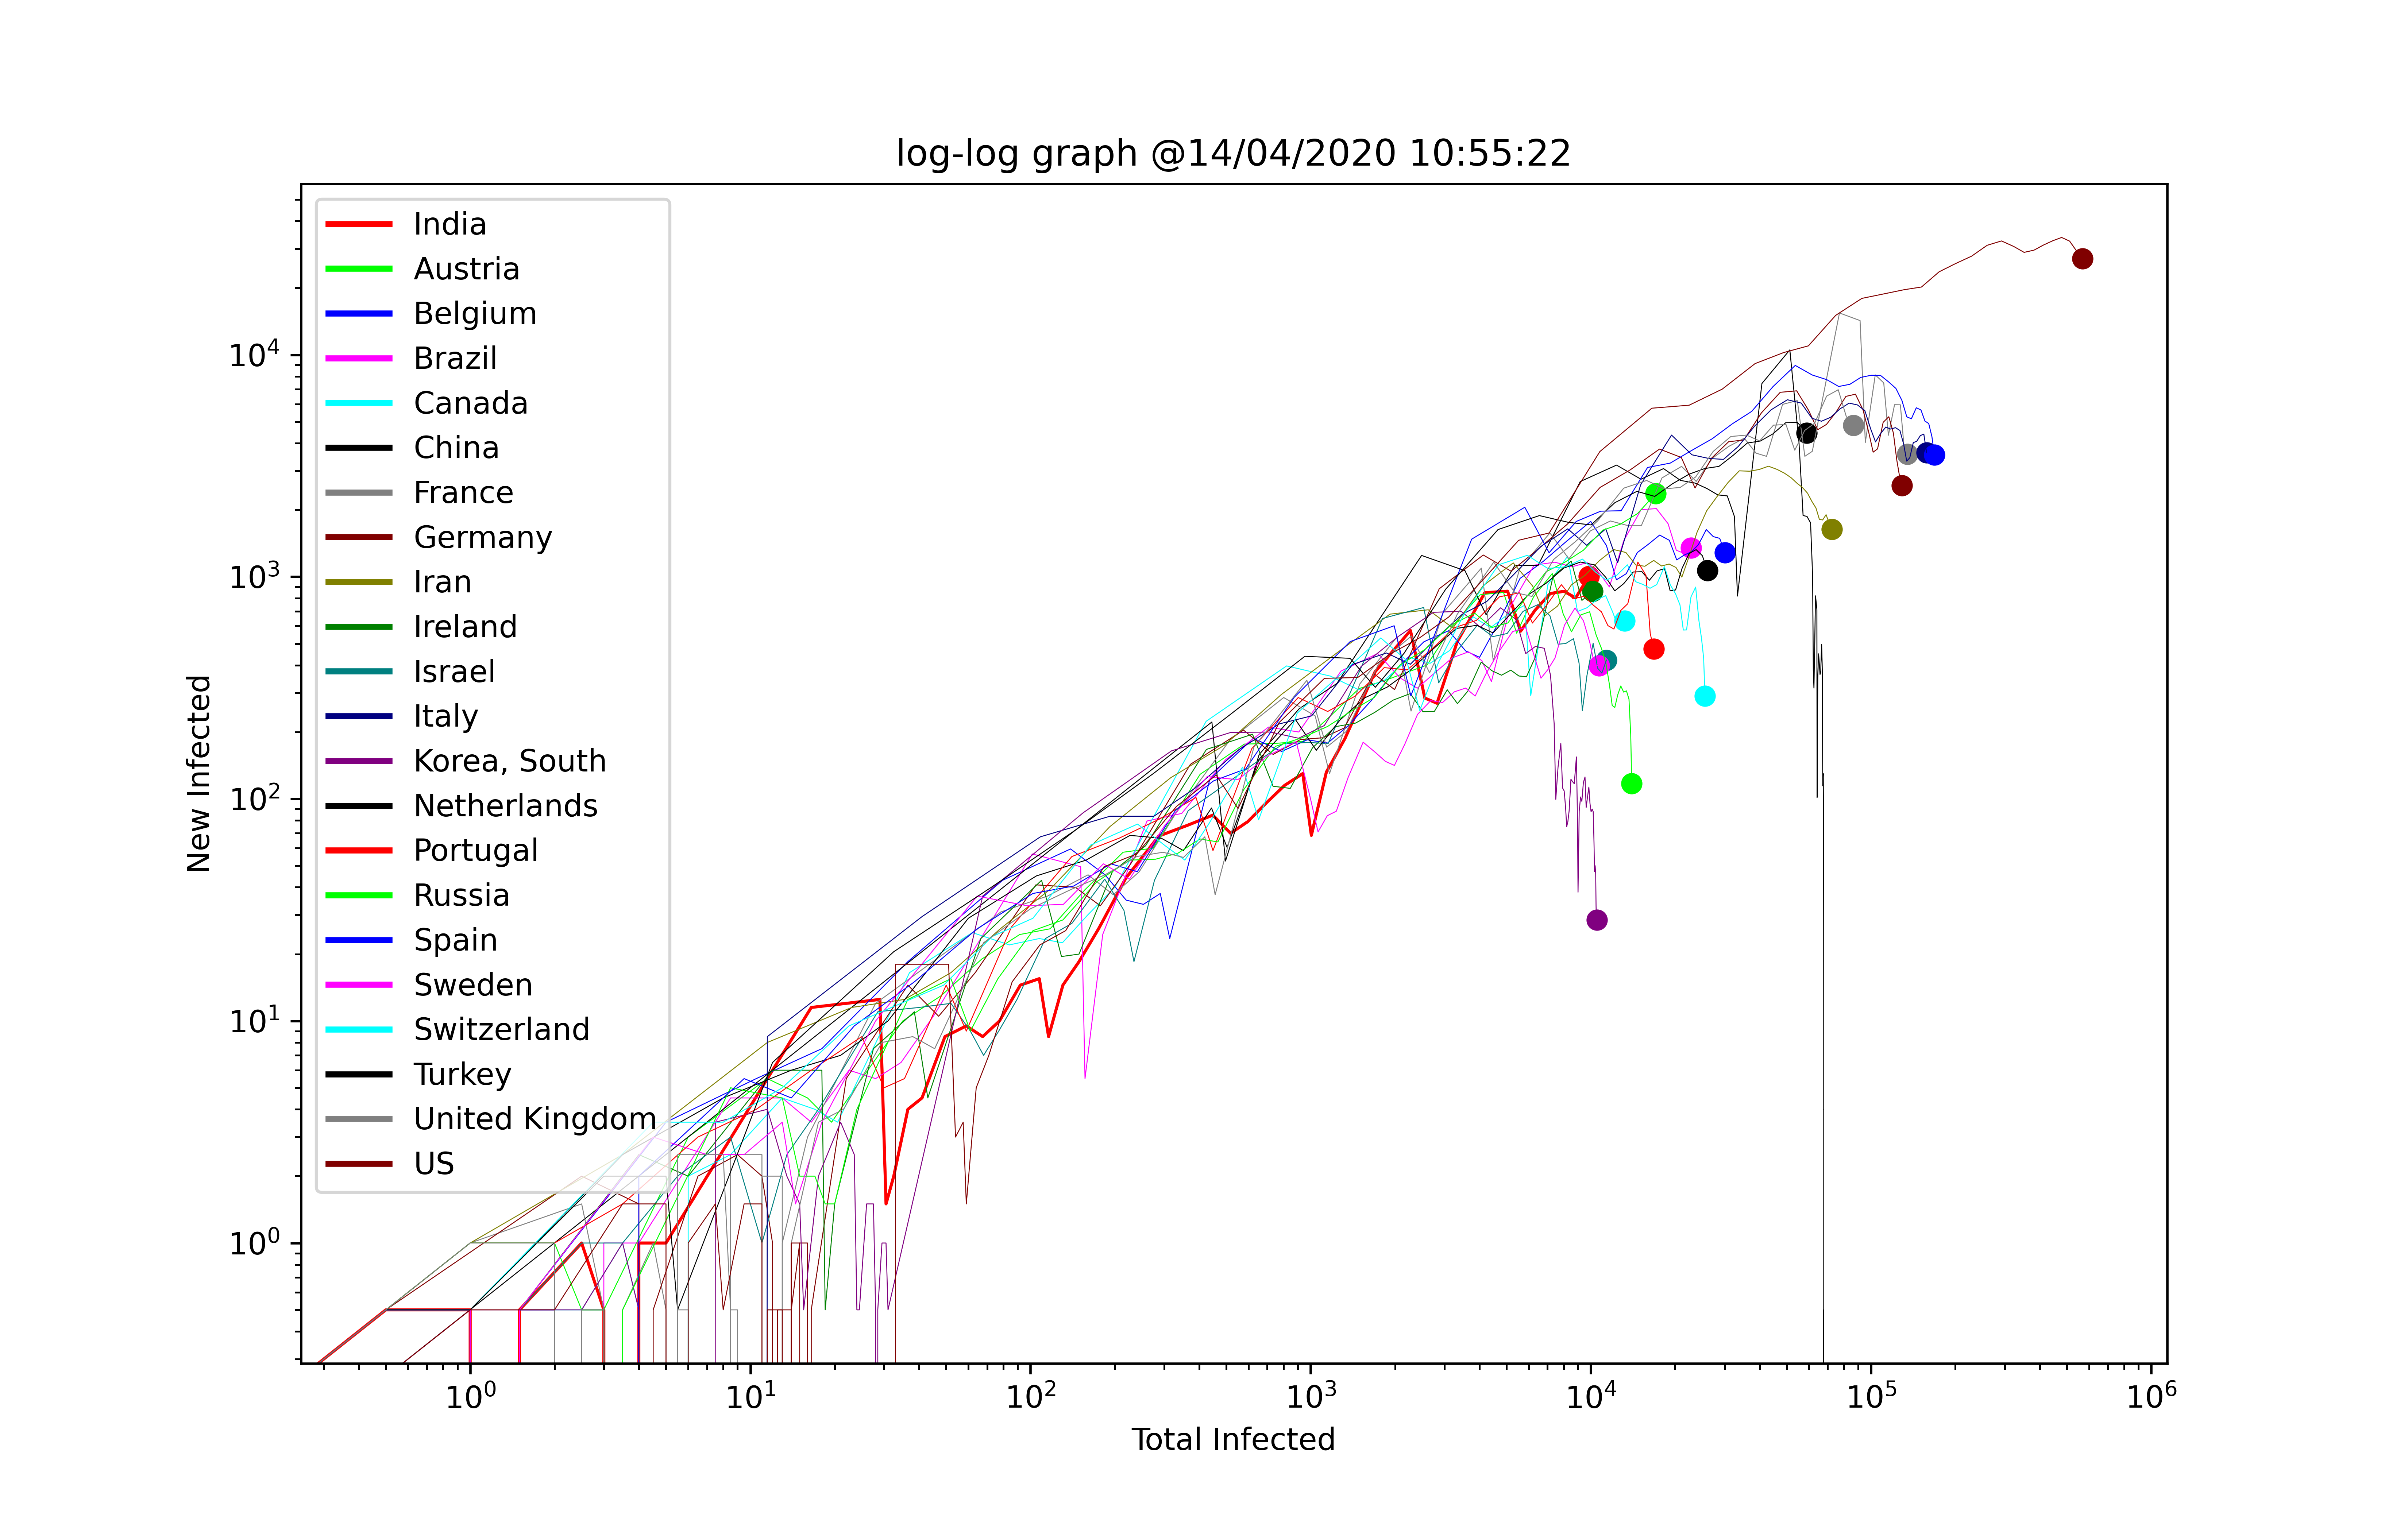 log-log graph @14/04/2020 10:55:22
India
Austria
Belgium
Brazil
Canada
China
France
Germany
Iran
Ireland
Israel
Italy
Korea, South
Netherlands
Portugal
Russia
Spain
Sweden
Switzerland
Turkey
United Kingdom
US
New Infected
10⁴
10³
10²
10¹
10⁰
10⁰ 10¹ 10² 10³ 10⁴ 10⁵ 10⁶
Total Infected